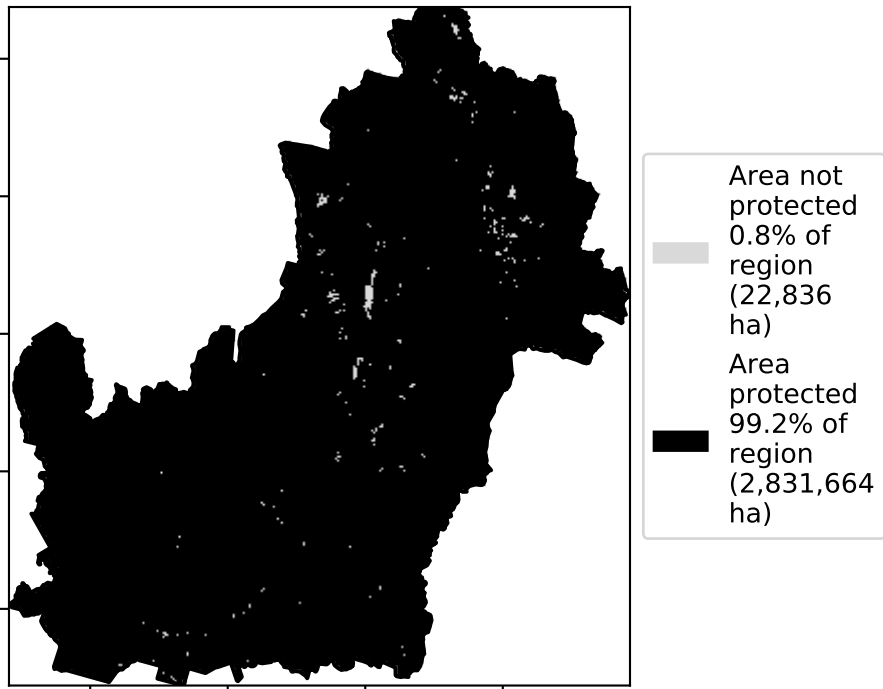 Area not
protected
0.8% of
region
(22,836
ha)
Area
protected
99.2% of
region
(2,831,664
ha)